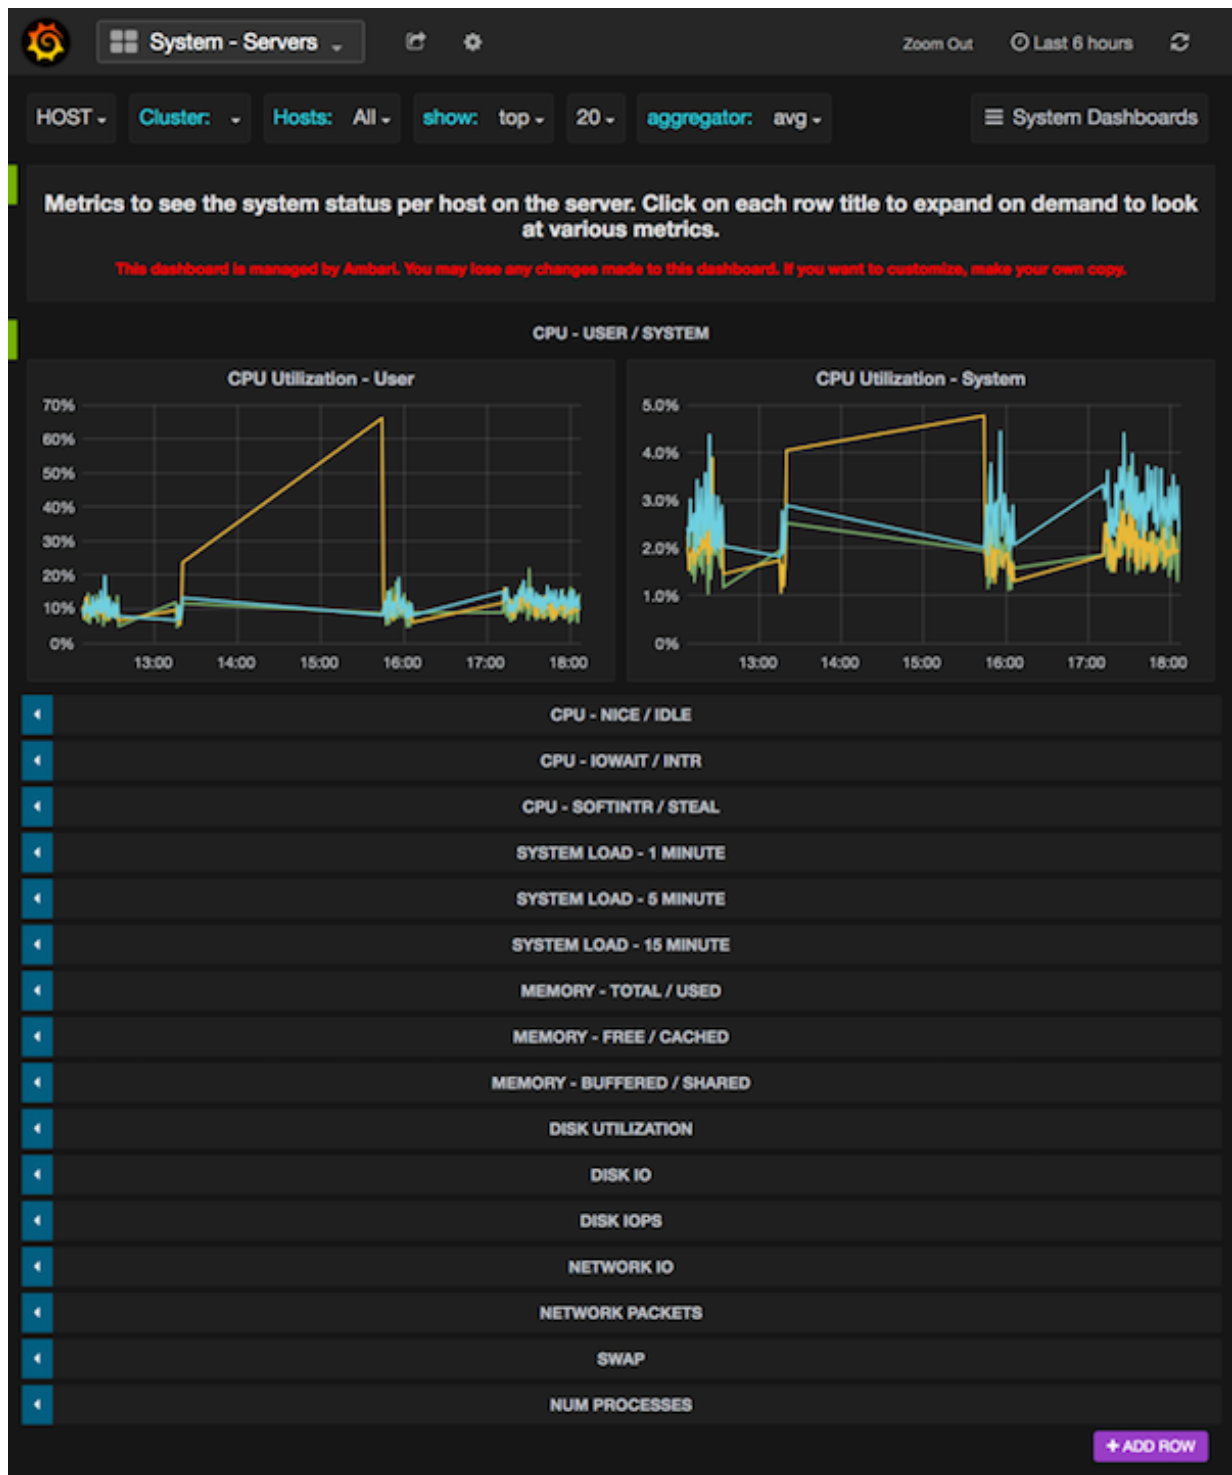 System - Servers
Zoom Out
Last 6 hours
HOST
Cluster:
Hosts: All
show: top
20
aggregator: avg
System Dashboards
Metrics to see the system status per host on the server. Click on each row title to expand on demand to look
at various metrics.
This dashboard is managed by Ambari. You may lose any changes made to this dashboard. If you want to customize, make your own copy.
CPU - USER / SYSTEM
CPU Utilization - User
70%
60%
50%
40%
30%
20%
10%
0%
13:00 14:00 15:00 16:00 17:00 18:00
CPU Utilization - System
5.0%
4.0%
3.0%
2.0%
1.0%
0%
13:00 14:00 15:00 16:00 17:00 18:00
CPU - NICE / IDLE
CPU - IOWAIT / INTR
CPU - SOFTINTR / STEAL
SYSTEM LOAD - 1 MINUTE
SYSTEM LOAD - 5 MINUTE
SYSTEM LOAD - 15 MINUTE
MEMORY - TOTAL / USED
MEMORY - FREE / CACHED
MEMORY - BUFFERED / SHARED
DISK UTILIZATION
DISK IO
DISK IOPS
NETWORK IO
NETWORK PACKETS
SWAP
NUM PROCESSES
+ ADD ROW